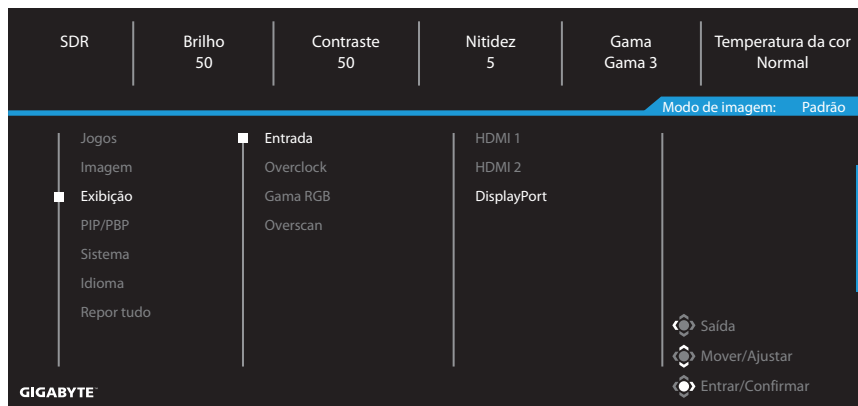 SDR
Brilho
50
Contraste
50
Nitidez
5
Gama
Gama 3
Temperatura da cor
Normal
Modo de imagem: Padrão
Jogos
Imagem
Exibição
PIP/PBP
Sistema
Idioma
Repor tudo
Entrada
Overclock
Gama RGB
Overscan
HDMI 1
HDMI 2
DisplayPort
Saída
Mover/Ajustar
Entrar/Confirmar
GIGABYTE™